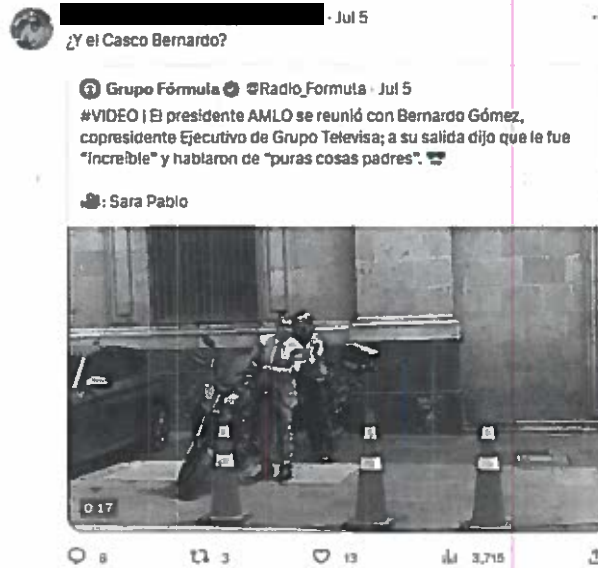 · Jul 5
¿Y el Casco Bernardo?
Grupo Fórmula @Radio_Formula · Jul 5
#VIDEO | El presidente AMLO se reunió con Bernardo Gómez,
copresidente Ejecutivo de Grupo Televisa; a su salida dijo que le fue
"increíble" y hablaron de "puras cosas padres".
: Sara Pablo
0:17
6 3 13 3,715